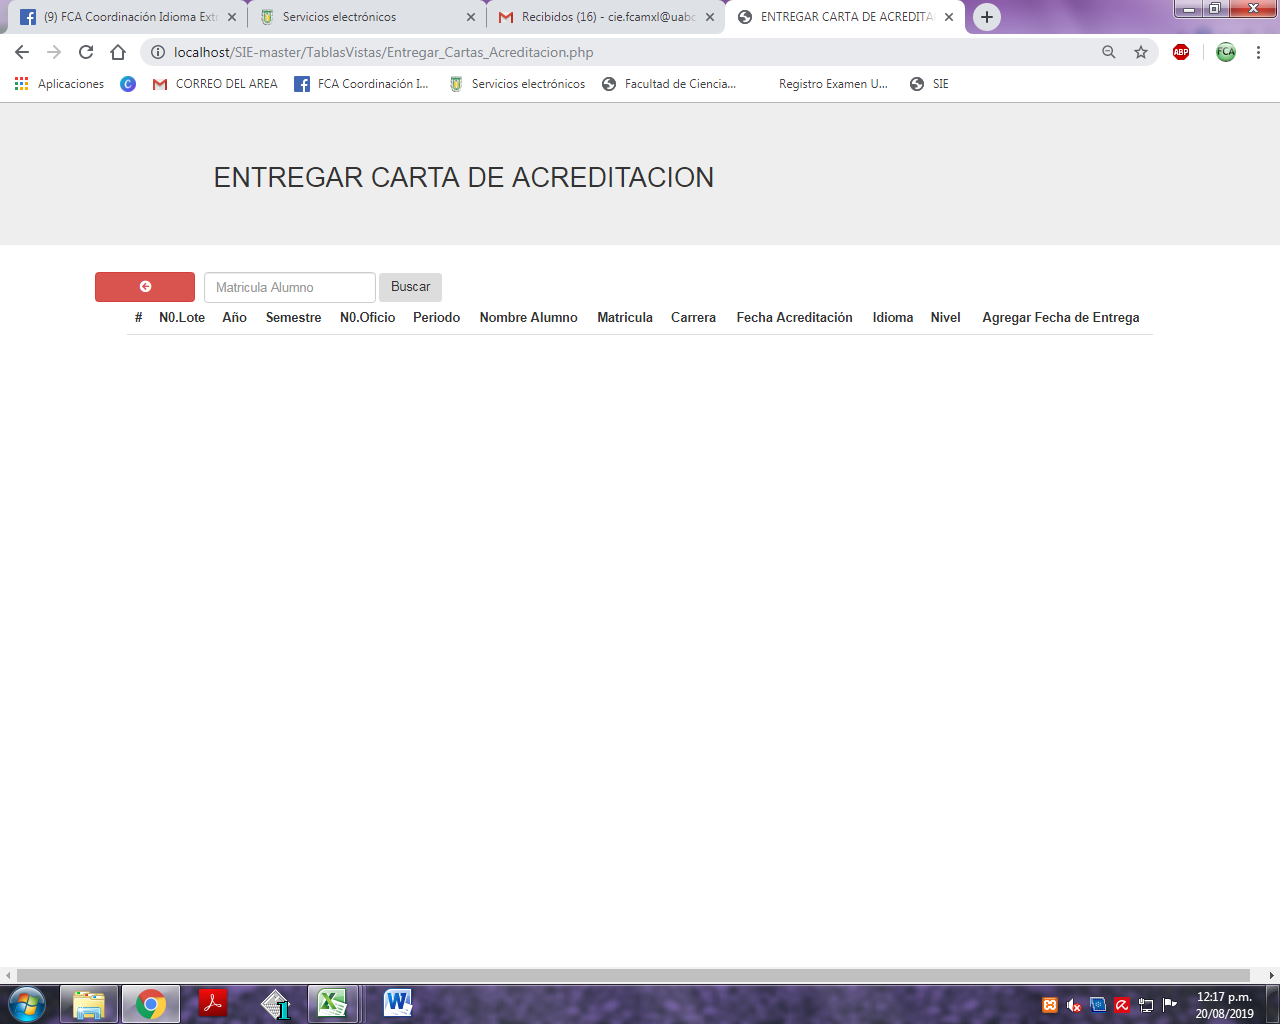 (9) FCA Coordinación Idioma Extr
Servicios electrónicos
Recibidos (16) - cie.fcamxl@uabc
ENTREGAR CARTA DE ACREDITA
localhost/SIE-master/TablasVistas/Entregar_Cartas_Acreditacion.php
ABP
FCA
Aplicaciones
CORREO DEL AREA
FCA Coordinación I...
Servicios electrónicos
Facultad de Ciencia...
Registro Examen U...
SIE
ENTREGAR CARTA DE ACREDITACION
Matricula Alumno
Buscar
# N0.Lote Año Semestre N0.Oficio Periodo Nombre Alumno Matricula Carrera Fecha Acreditación Idioma Nivel Agregar Fecha de Entrega
12:17 p.m.
20/08/2019